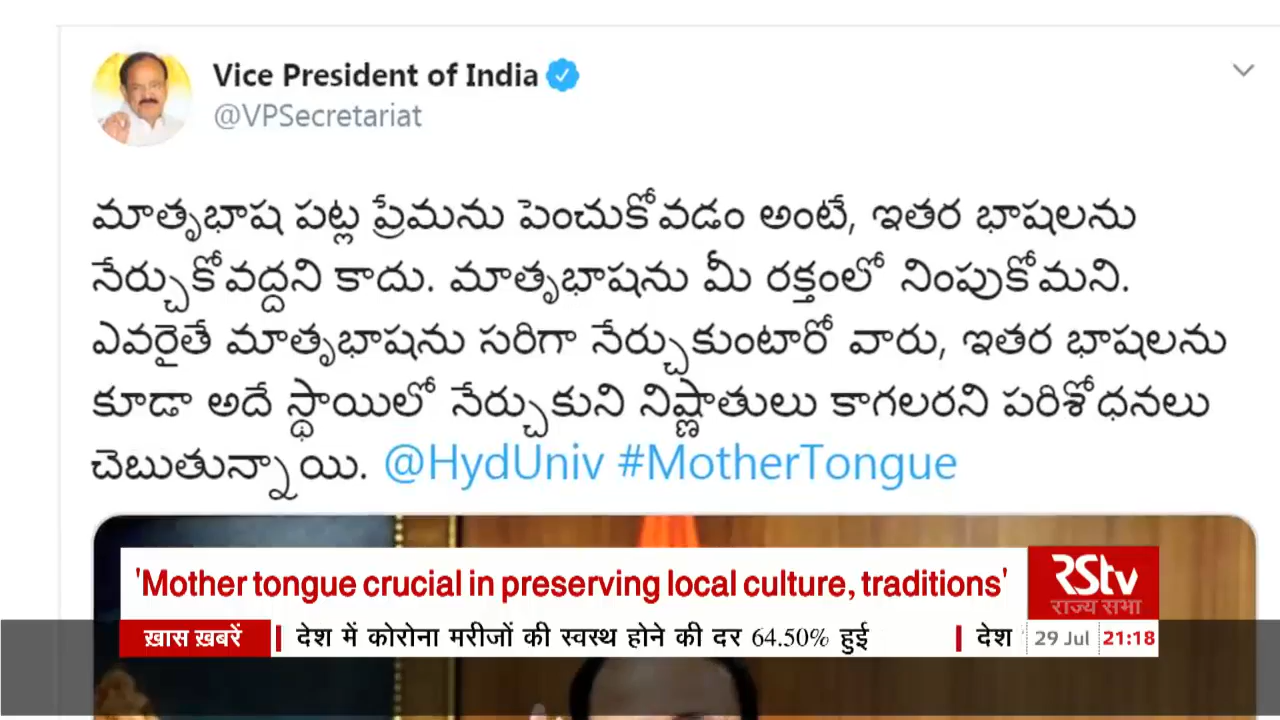 Vice President of India
@VPSecretariat
మాతృభాష పట్ల ప్రేమను పెంచుకోవడం అంటే, ఇతర భాషలను
నేర్చుకోవద్దని కాదు. మాతృభాషను మీ రక్తంలో నింపుకోమని.
ఎవరైతే మాతృభాషను సరిగా నేర్చుకుంటారో వారు, ఇతర భాషలను
కూడా అదే స్థాయిలో నేర్చుకుని నిష్ణాతులు కాగలరని పరిశోధనలు
చెబుతున్నాయి. @HydUniv #MotherTongue
'Mother tongue crucial in preserving local culture, traditions'
RStv
राज्य सभा
ख़ास ख़बरें
देश में कोरोना मरीजों की स्वस्थ होने की दर 64.50% हुई
देश
29 Jul
21:18